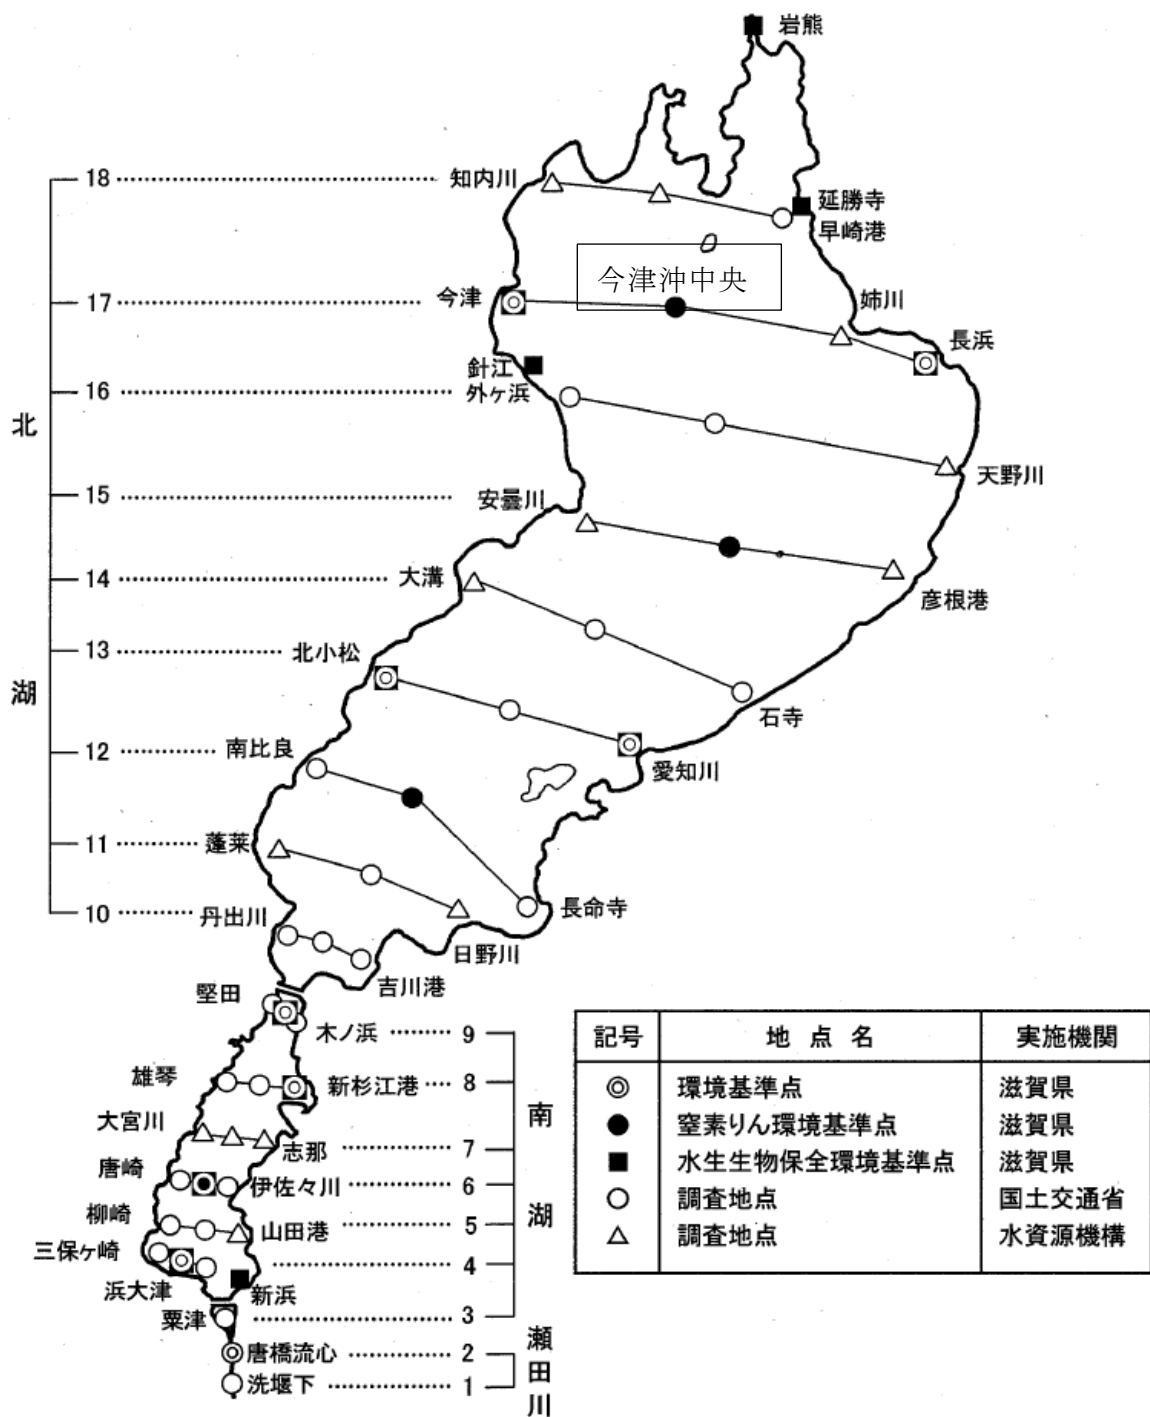 岩熊
18 知内川
延勝寺
早崎港
今津沖中央
17 今津
姉川
長浜
針江
16 外ヶ浜
北
天野川
15 安曇川
14 大溝
彦根港
13 北小松
湖
石寺
12 南比良
愛知川
11 蓬莱
10 丹出川
長命寺
日野川
吉川港
堅田
木ノ浜 9
雄琴
新杉江港 8
南
大宮川
志那 7
唐崎
伊佐々川 6
湖
柳崎
山田港 5
三保ヶ崎
4
浜大津
新浜
粟津 3
瀬田川
唐橋流心 2
洗堰下 1
記号 地点名 実施機関
◎ 環境基準点 滋賀県
● 窒素りん環境基準点 滋賀県
■ 水生生物保全環境基準点 滋賀県
○ 調査地点 国土交通省
△ 調査地点 水資源機構